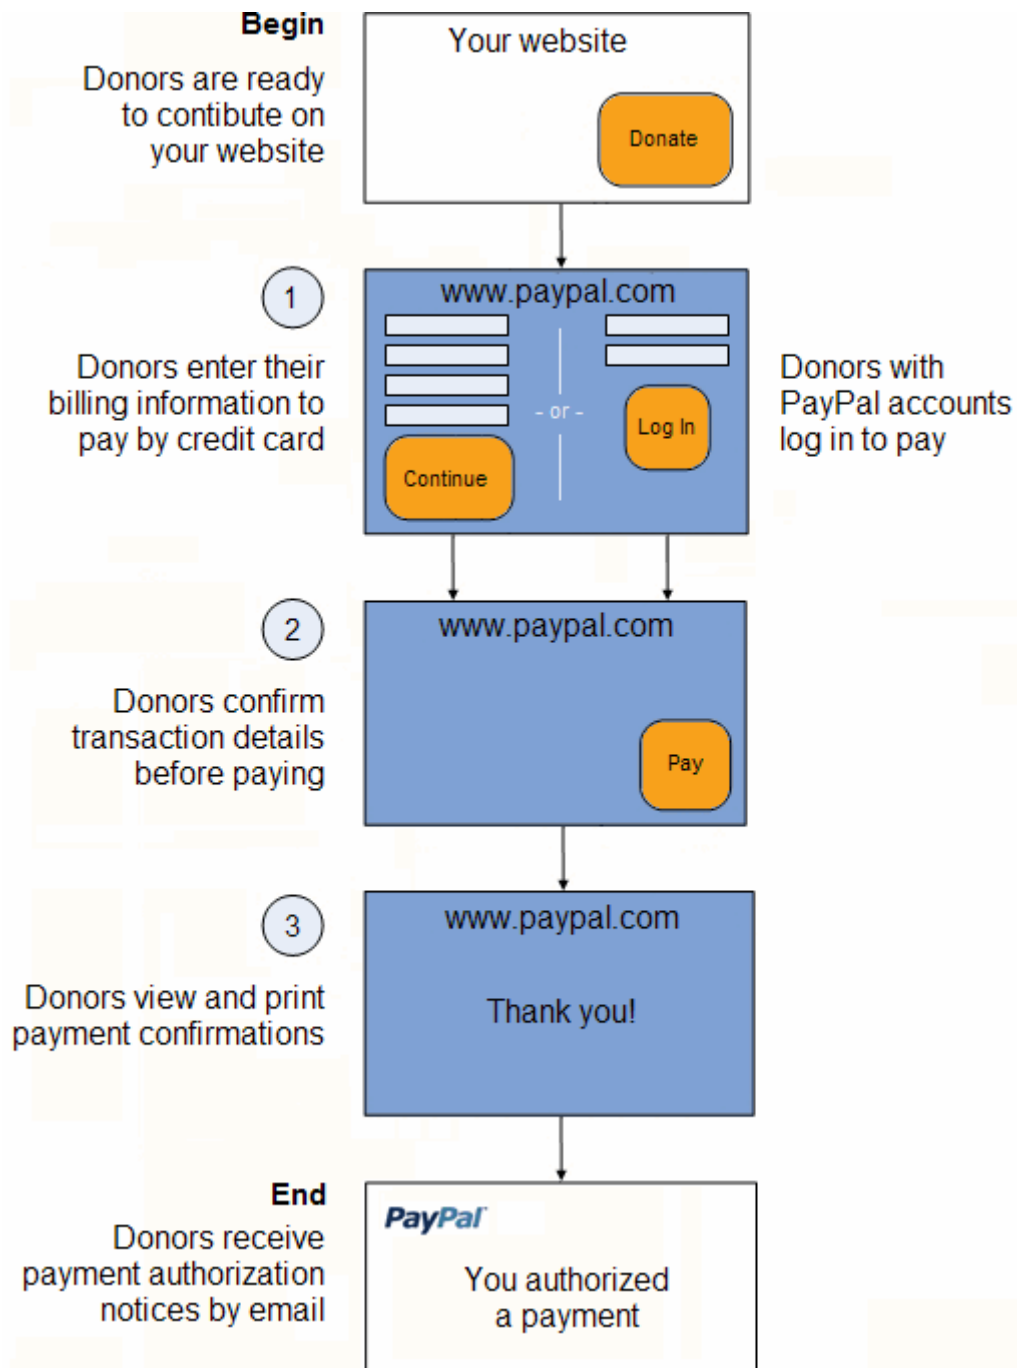 Begin
Donors are ready
to contibute on
your website
Your website
Donate
1
Donors enter their
billing information to
pay by credit card
www.paypal.com
- or -
Continue
Log In
Donors with
PayPal accounts
log in to pay
2
Donors confirm
transaction details
before paying
www.paypal.com
Pay
3
Donors view and print
payment confirmations
www.paypal.com
Thank you!
End
Donors receive
payment authorization
notices by email
PayPal
You authorized
a payment